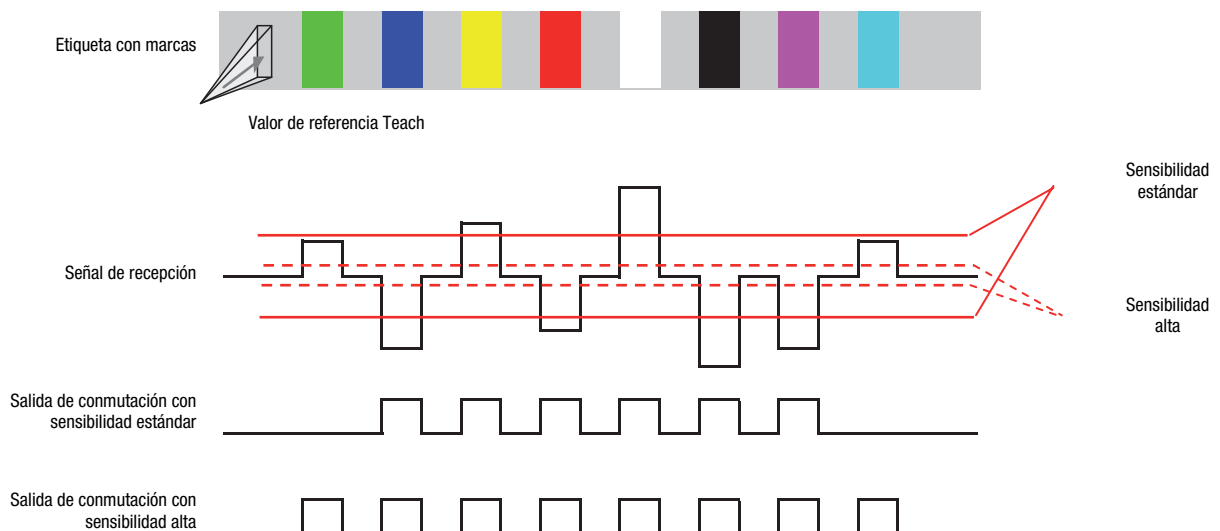 Etiqueta con marcas
Valor de referencia Teach
Sensibilidad
estándar
Señal de recepción
Sensibilidad
alta
Salida de conmutación con
sensibilidad estándar
Salida de conmutación con
sensibilidad alta